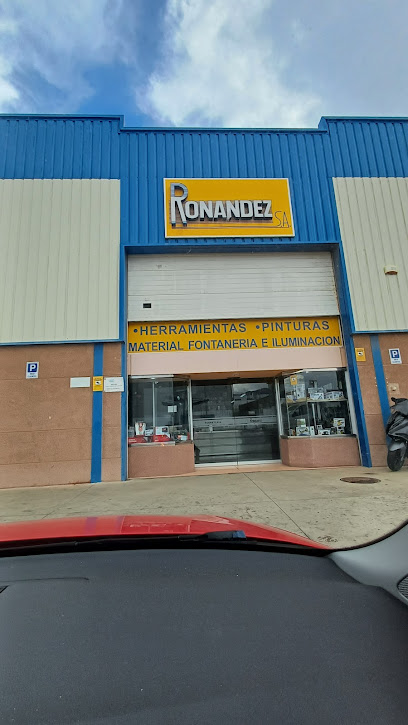 RONANDEZ SA
•HERRAMIENTAS •PINTURAS
MATERIAL FONTANERIA E ILUMINACION
P
P